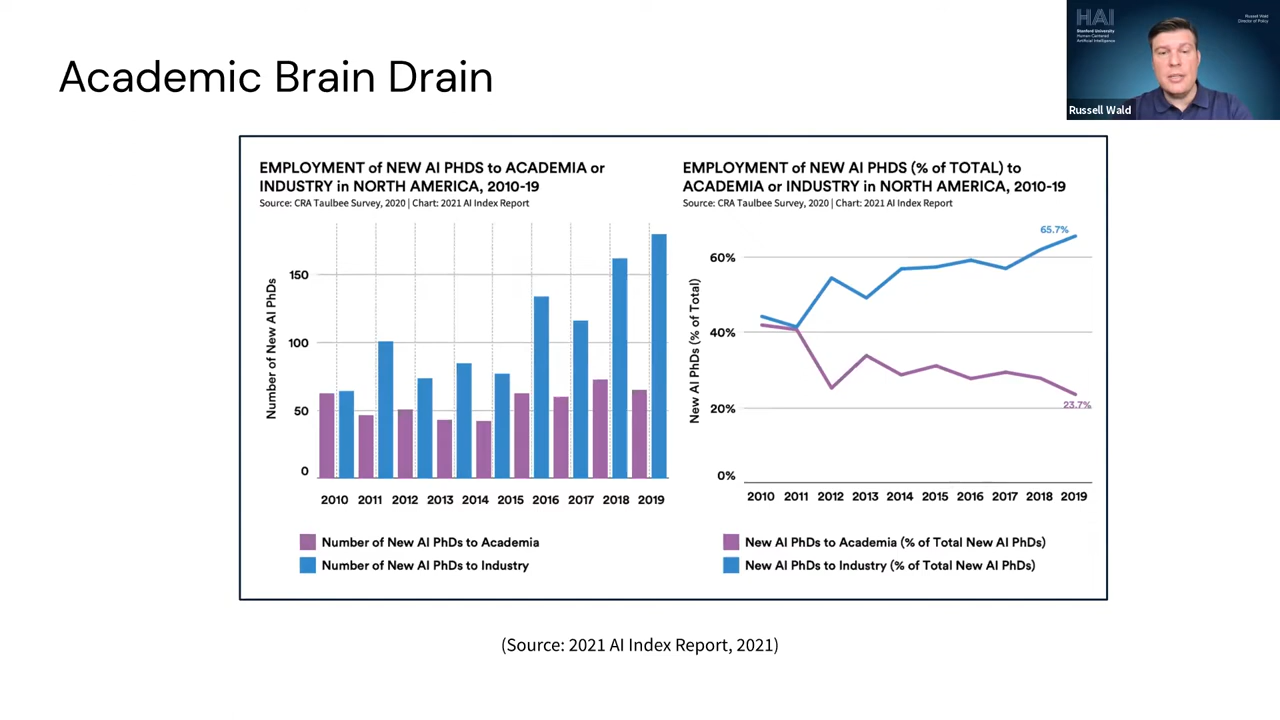 Academic Brain Drain
HAI
Stanford University
Human-Centered
Artificial Intelligence
Russell Wald
Director of Policy
Russell Wald
EMPLOYMENT of NEW AI PHDS to ACADEMIA or
INDUSTRY in NORTH AMERICA, 2010-19
Source: CRA Taulbee Survey, 2020 | Chart: 2021 AI Index Report
Number of New AI PhDs
150
100
50
0
2010 2011 2012 2013 2014 2015 2016 2017 2018 2019
Number of New AI PhDs to Academia
Number of New AI PhDs to Industry
EMPLOYMENT of NEW AI PHDS (% of TOTAL) to
ACADEMIA or INDUSTRY in NORTH AMERICA, 2010-19
Source: CRA Taulbee Survey, 2020 | Chart: 2021 AI Index Report
New AI PhDs (% of Total)
65.7%
60%
40%
23.7%
20%
0%
2010 2011 2012 2013 2014 2015 2016 2017 2018 2019
New AI PhDs to Academia (% of Total New AI PhDs)
New AI PhDs to Industry (% of Total New AI PhDs)
(Source: 2021 AI Index Report, 2021)